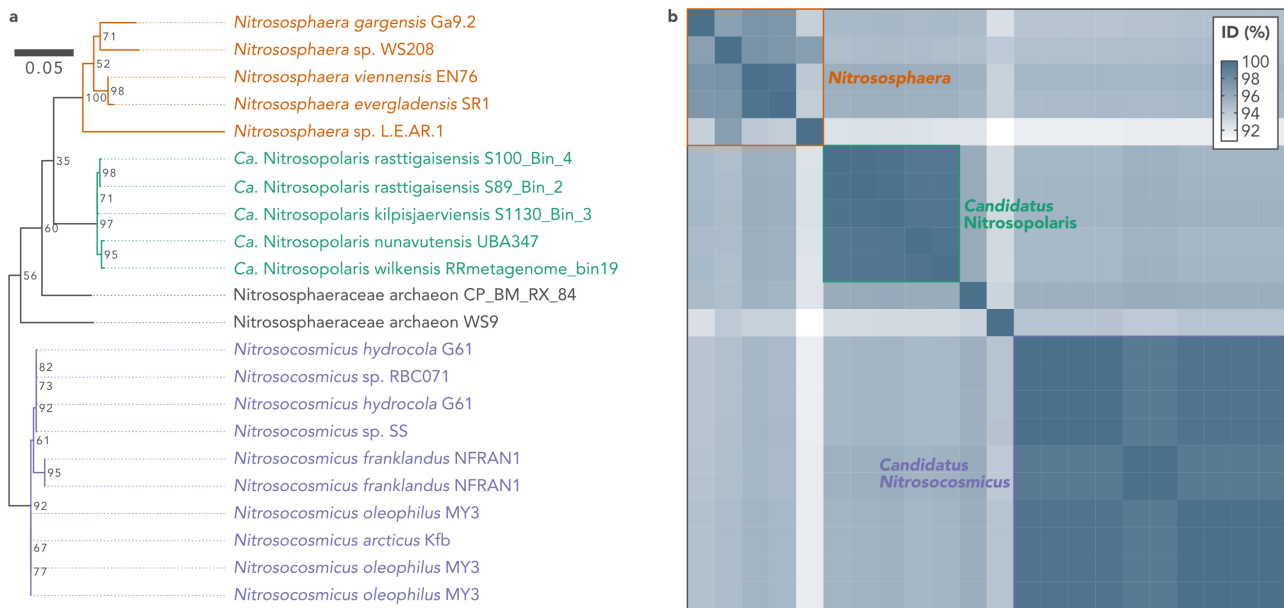 a
0.05
Nitrososphaera gargensis Ga9.2
71
Nitrososphaera sp. WS208
52
Nitrososphaera viennensis EN76
100
98
Nitrososphaera evergladensis SR1
Nitrososphaera sp. L.E.AR.1
35
Ca. Nitrosopolaris rasttigaisensis S100_Bin_4
98
Ca. Nitrosopolaris rasttigaisensis S89_Bin_2
71
Ca. Nitrosopolaris kilpisjaerviensis S1130_Bin_3
97
60
Ca. Nitrosopolaris nunavutensis UBA347
95
Ca. Nitrosopolaris wilkensis RRmetagenome_bin19
56
Nitrososphaeraceae archaeon CP_BM_RX_84
Nitrososphaeraceae archaeon WS9
Nitrosocosmicus hydrocola G61
82
Nitrosocosmicus sp. RBC071
73
Nitrosocosmicus hydrocola G61
92
Nitrosocosmicus sp. SS
61
Nitrosocosmicus franklandus NFRAN1
95
Nitrosocosmicus franklandus NFRAN1
92
Nitrosocosmicus oleophilus MY3
Nitrosocosmicus arcticus Kfb
67
Nitrosocosmicus oleophilus MY3
77
Nitrosocosmicus oleophilus MY3
b
ID (%)
100
98
96
94
92
Nitrososphaera
Candidatus
Nitrosopolaris
Candidatus
Nitrosocosmicus